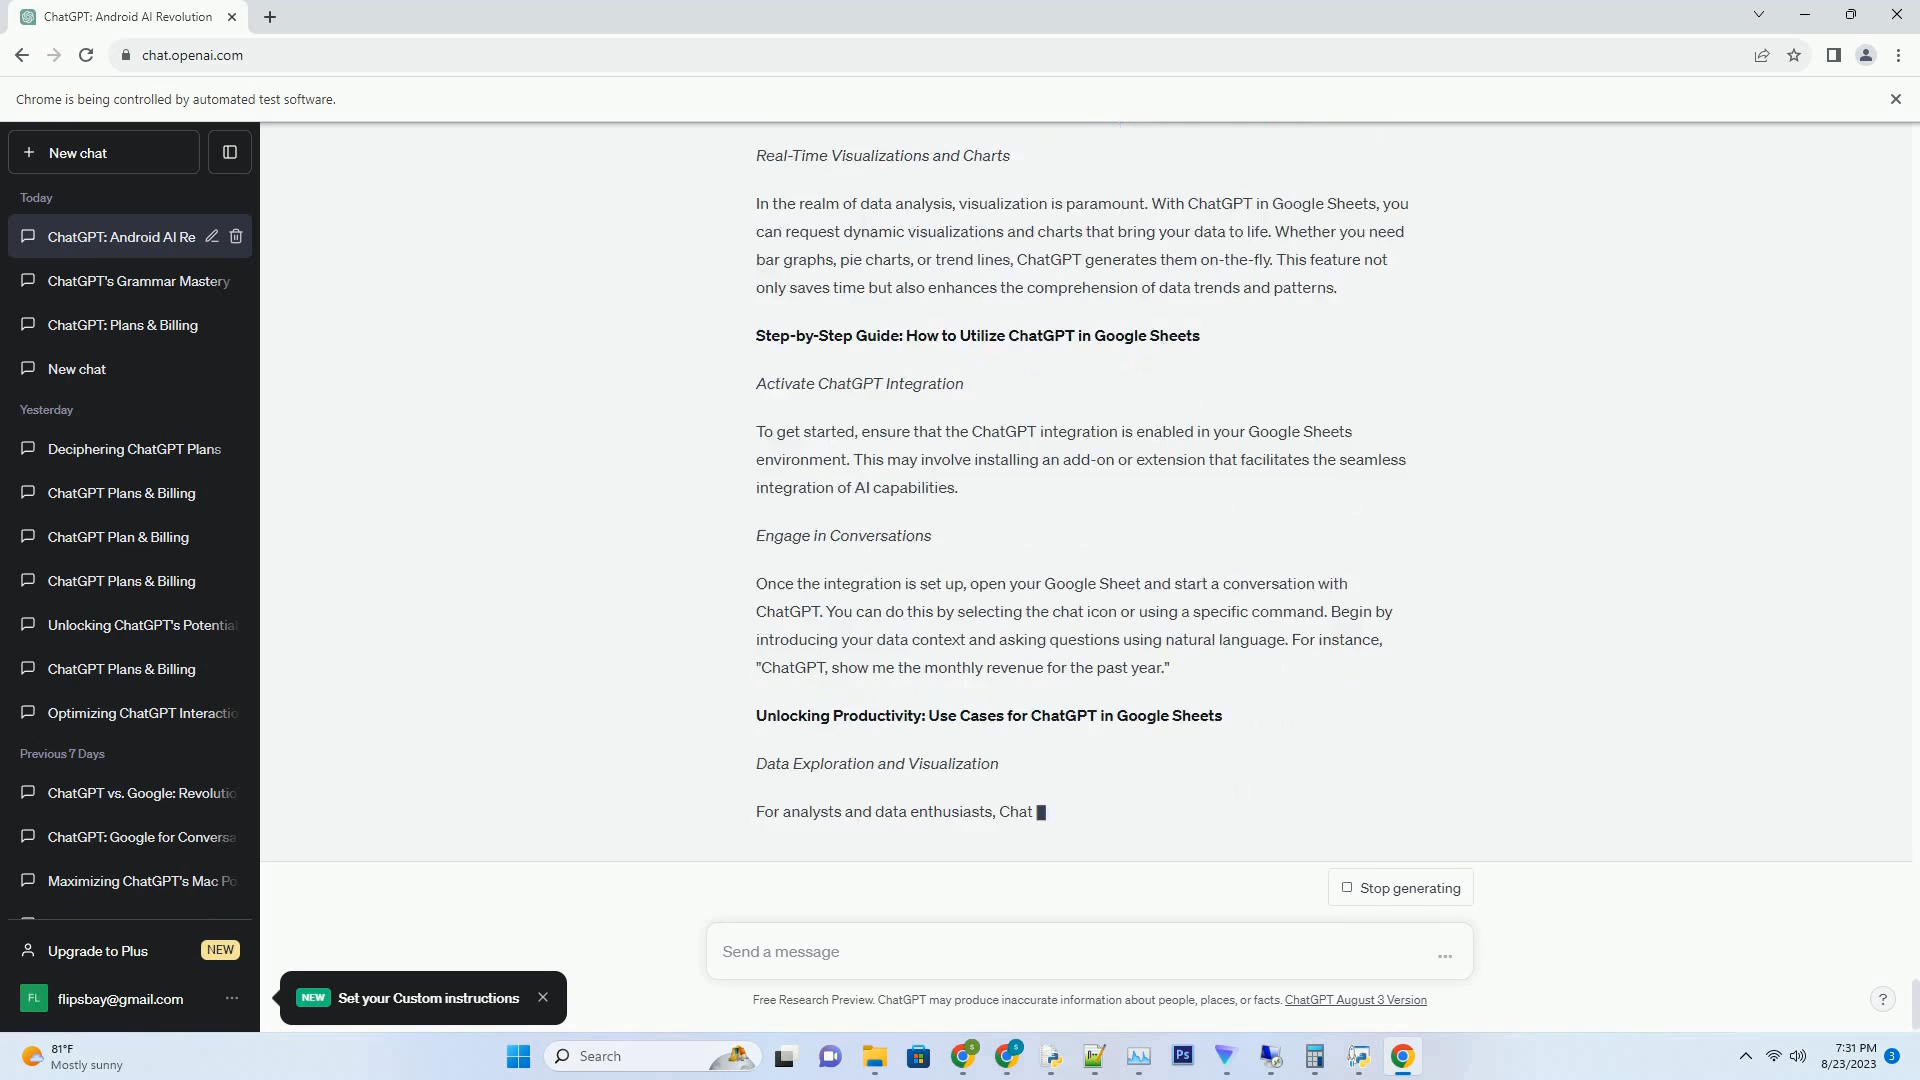 ChatGPT: Android AI Revolution
chat.openai.com
Chrome is being controlled by automated test software.
New chat
Today
ChatGPT: Android AI Re
ChatGPT's Grammar Mastery
ChatGPT: Plans & Billing
New chat
Yesterday
Deciphering ChatGPT Plans
ChatGPT Plans & Billing
ChatGPT Plan & Billing
ChatGPT Plans & Billing
Unlocking ChatGPT's Potentia
ChatGPT Plans & Billing
Optimizing ChatGPT Interactio
Previous 7 Days
ChatGPT vs. Google: Revolutio
ChatGPT: Google for Conversa
Maximizing ChatGPT's Mac Po
Upgrade to Plus NEW
FL flipsbay@gmail.com
Real-Time Visualizations and Charts
In the realm of data analysis, visualization is paramount. With ChatGPT in Google Sheets, you
can request dynamic visualizations and charts that bring your data to life. Whether you need
bar graphs, pie charts, or trend lines, ChatGPT generates them on-the-fly. This feature not
only saves time but also enhances the comprehension of data trends and patterns.
Step-by-Step Guide: How to Utilize ChatGPT in Google Sheets
Activate ChatGPT Integration
To get started, ensure that the ChatGPT integration is enabled in your Google Sheets
environment. This may involve installing an add-on or extension that facilitates the seamless
integration of AI capabilities.
Engage in Conversations
Once the integration is set up, open your Google Sheet and start a conversation with
ChatGPT. You can do this by selecting the chat icon or using a specific command. Begin by
introducing your data context and asking questions using natural language. For instance,
"ChatGPT, show me the monthly revenue for the past year."
Unlocking Productivity: Use Cases for ChatGPT in Google Sheets
Data Exploration and Visualization
For analysts and data enthusiasts, Chat
Stop generating
Send a message
NEW Set your Custom instructions
Free Research Preview. ChatGPT may produce inaccurate information about people, places, or facts. ChatGPT August 3 Version
?
81°F
Mostly sunny
Search
S
S
Ps
7:31 PM
8/23/2023
3